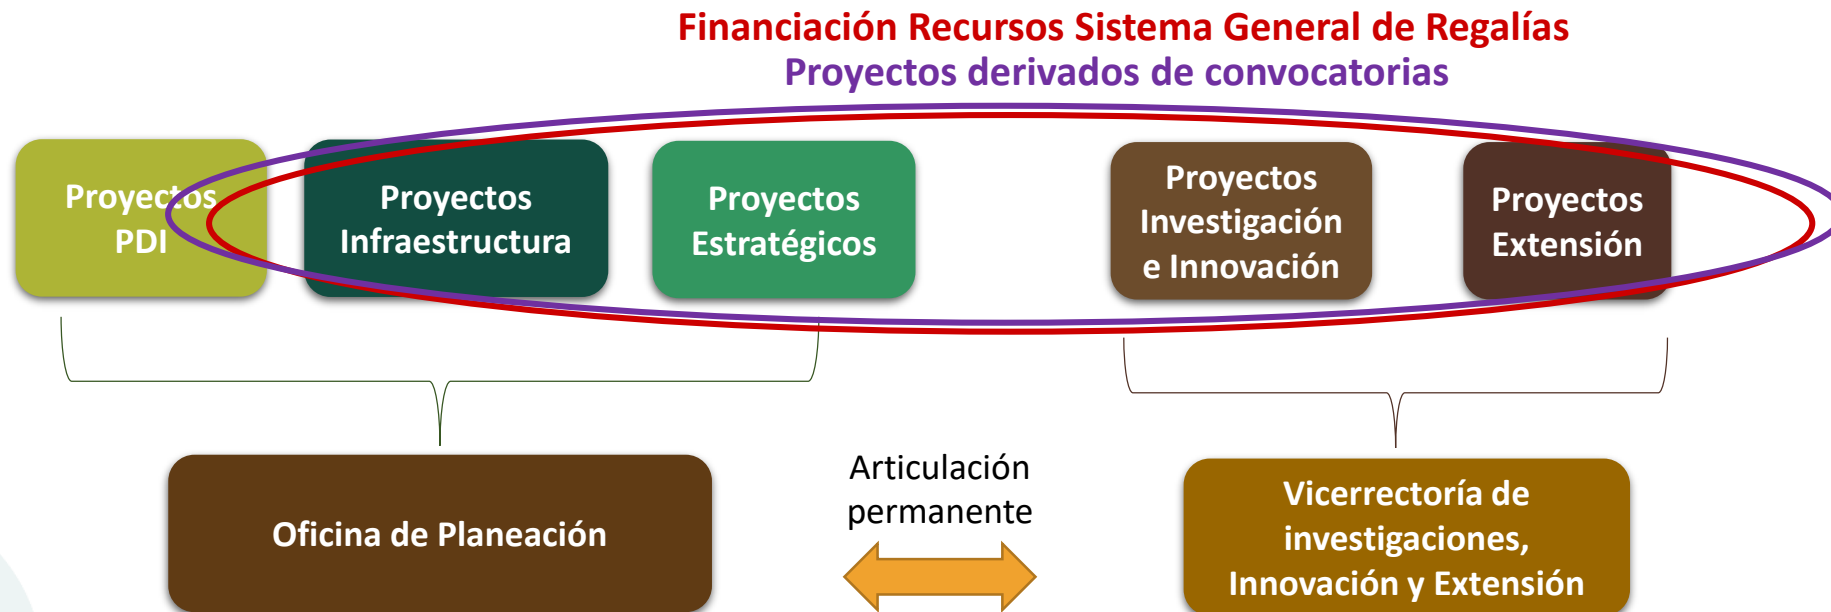 Financiación Recursos Sistema General de Regalías
Proyectos derivados de convocatorias
Proyectos
PDI
Proyectos
Infraestructura
Proyectos
Estratégicos
Proyectos
Investigación
e Innovación
Proyectos
Extensión
Oficina de Planeación
Articulación
permanente
Vicerrectoría de
investigaciones,
Innovación y Extensión